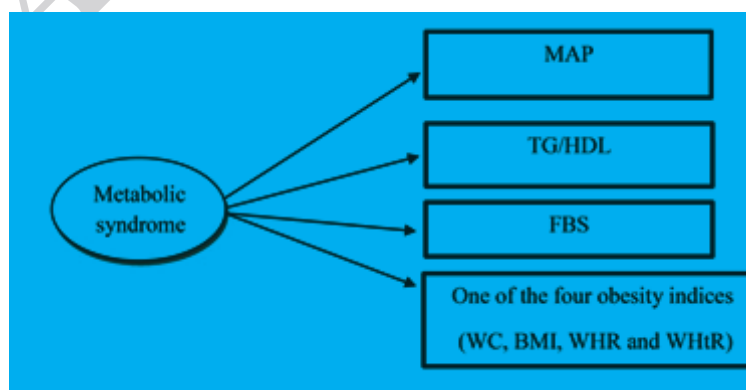 MAP
TG/HDL
Metabolic
syndrome
FBS
One of the four obesity indices
(WC, BMI, WHR and WHtR)